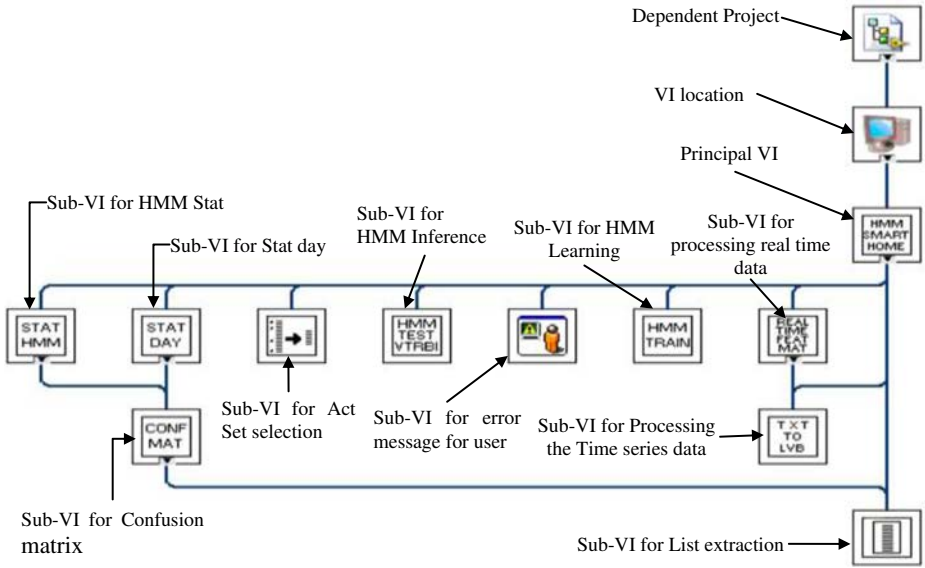 Dependent Project
VI location
Principal VI
HMM
SMART
HOME
Sub-VI for HMM Stat
Sub-VI for Stat day
Sub-VI for
HMM Inference
Sub-VI for HMM
Learning
Sub-VI for
processing real time
data
STAT
HMM
STAT
DAY
HMM
TEST
VTRBI
HMM
TRAIN
REAL
TIME
FEAT
MAT
Sub-VI for Act
Set selection
Sub-VI for error
message for user
Sub-VI for Processing
the Time series data
CONF
MAT
TXT
TO
LVB
Sub-VI for Confusion
matrix
Sub-VI for List extraction